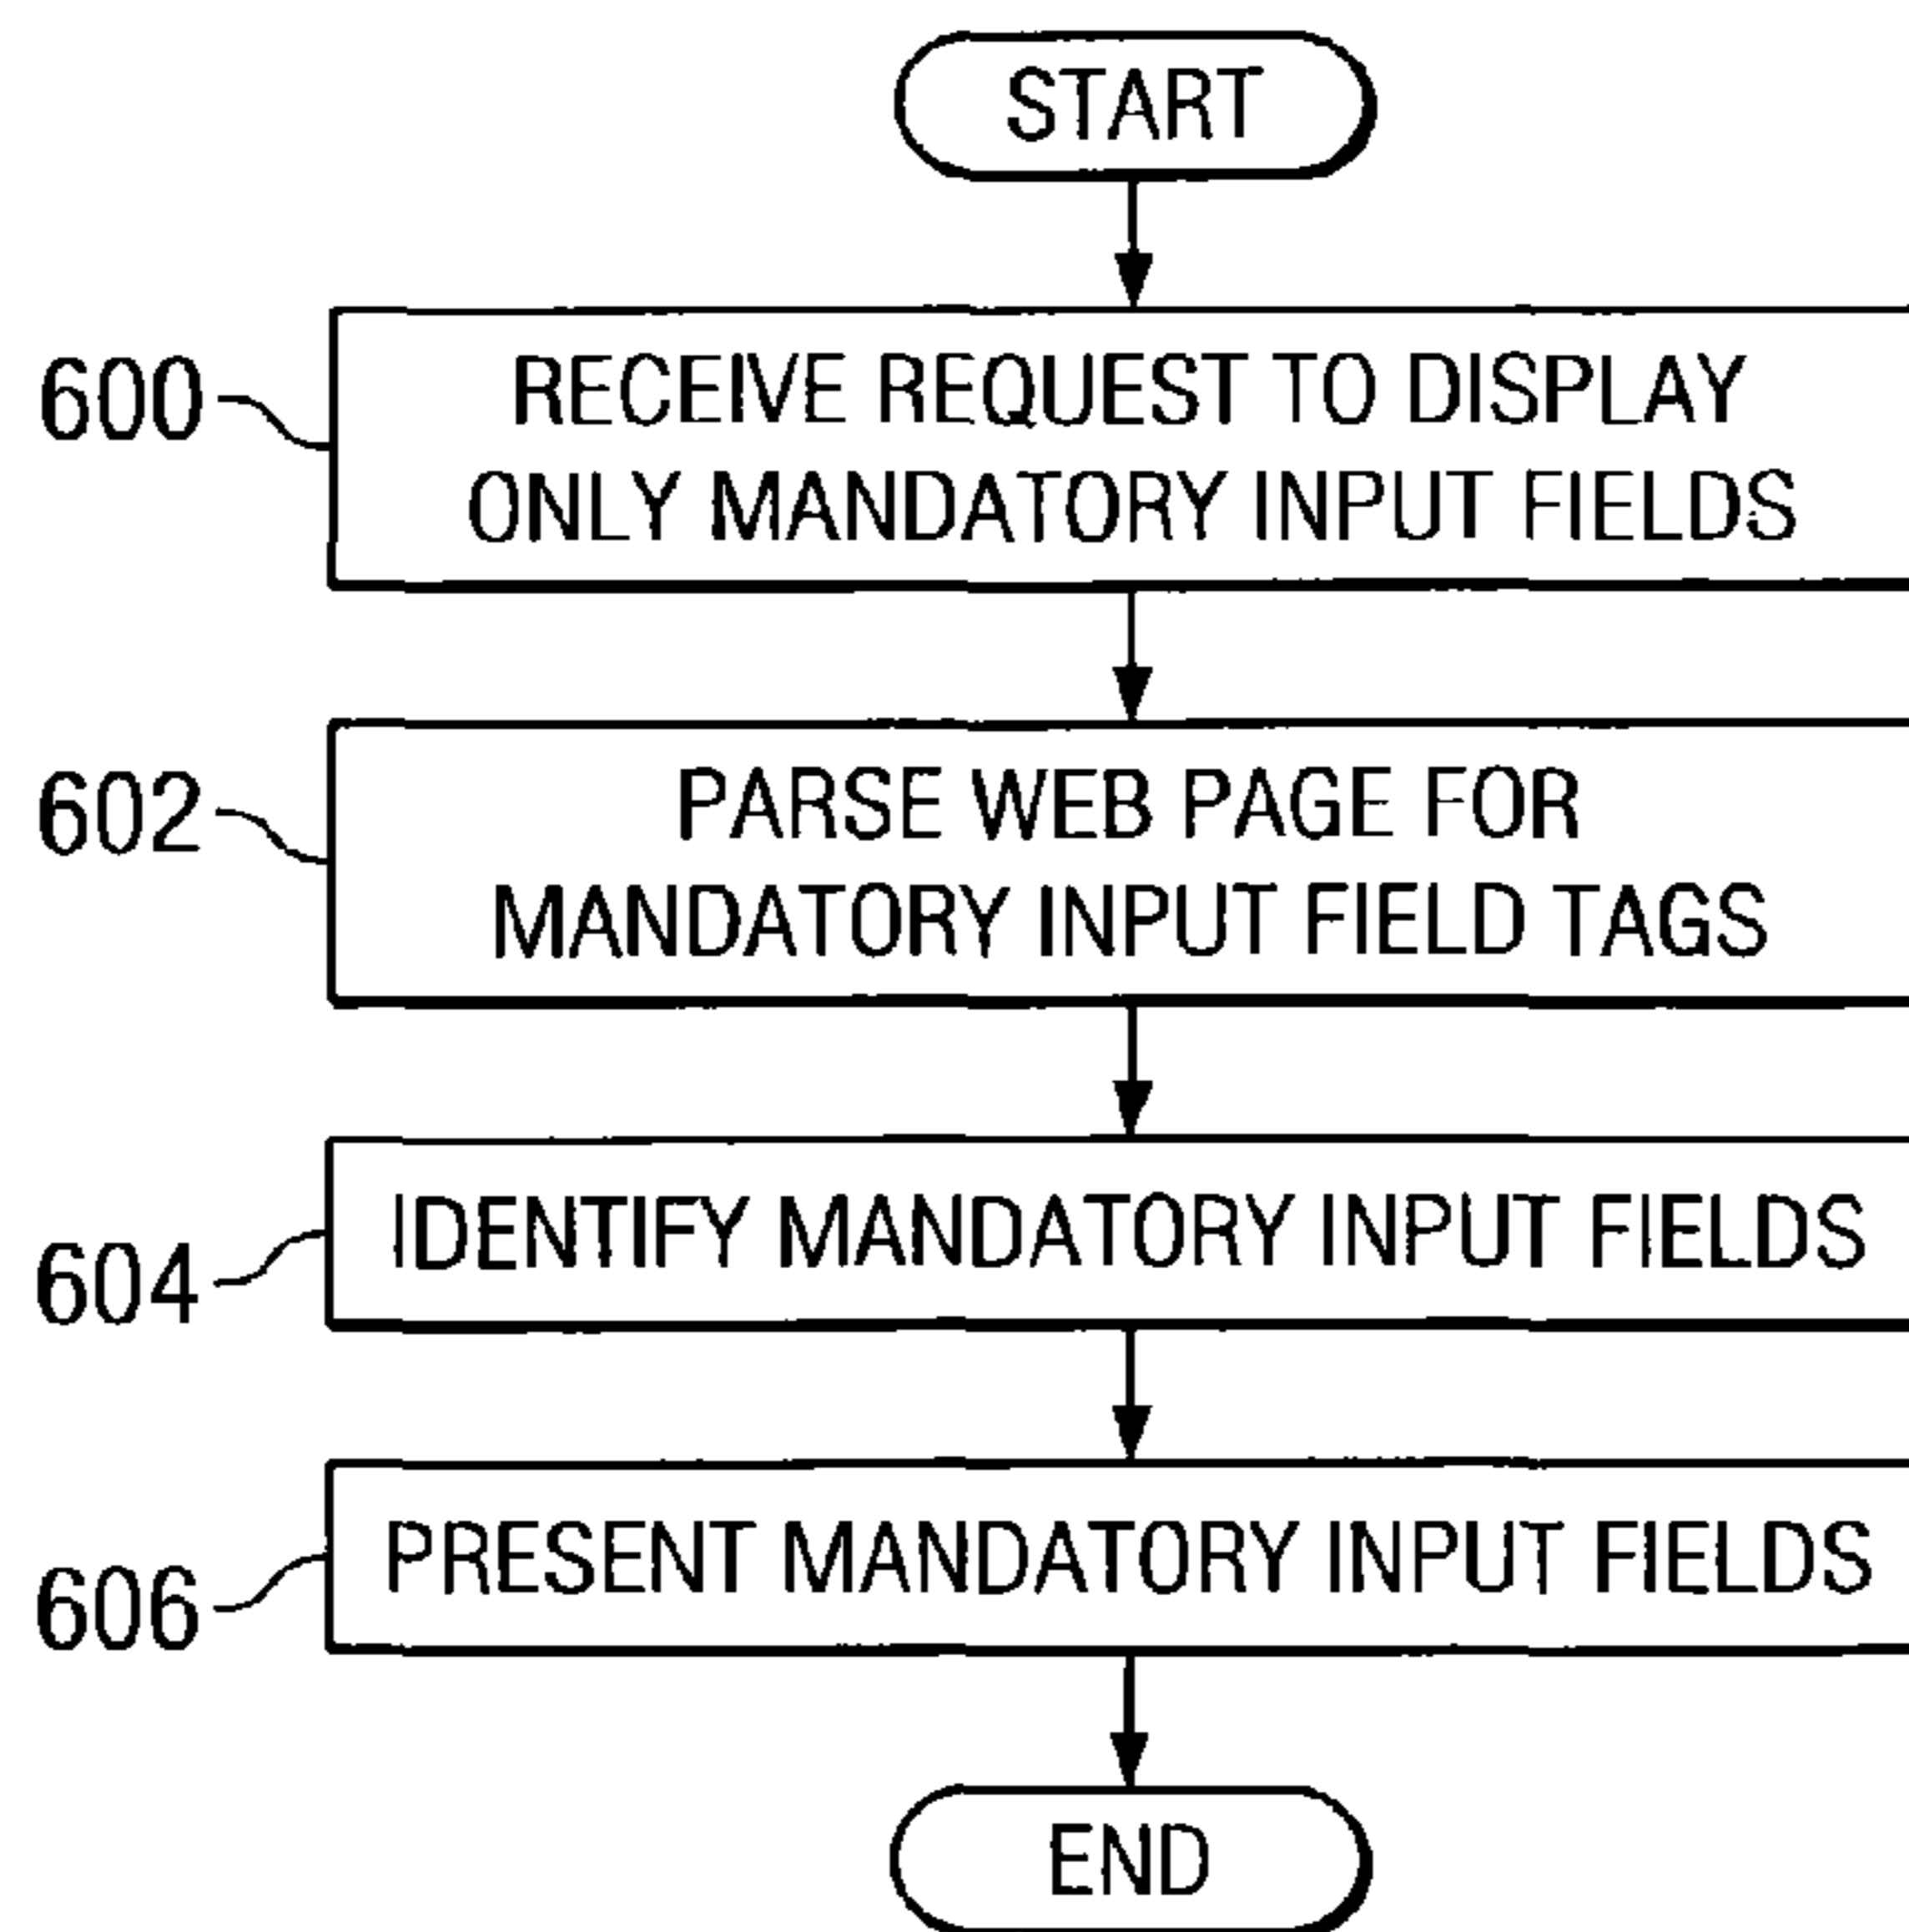 START
600
RECEIVE REQUEST TO DISPLAY
ONLY MANDATORY INPUT FIELDS
602
PARSE WEB PAGE FOR
MANDATORY INPUT FIELD TAGS
604
IDENTIFY MANDATORY INPUT FIELDS
606
PRESENT MANDATORY INPUT FIELDS
END